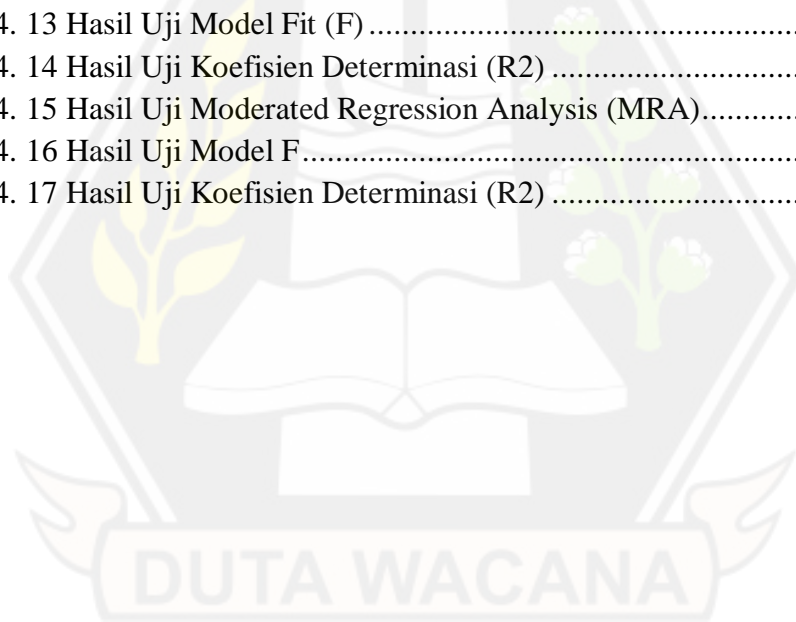 4. 13 Hasil Uji Model Fit (F)....................................................
4. 14 Hasil Uji Koefisien Determinasi (R2) ..............................
4. 15 Hasil Uji Moderated Regression Analysis (MRA)............
4. 16 Hasil Uji Model F.............................................................
4. 17 Hasil Uji Koefisien Determinasi (R2) ..............................
DUTA WACANA